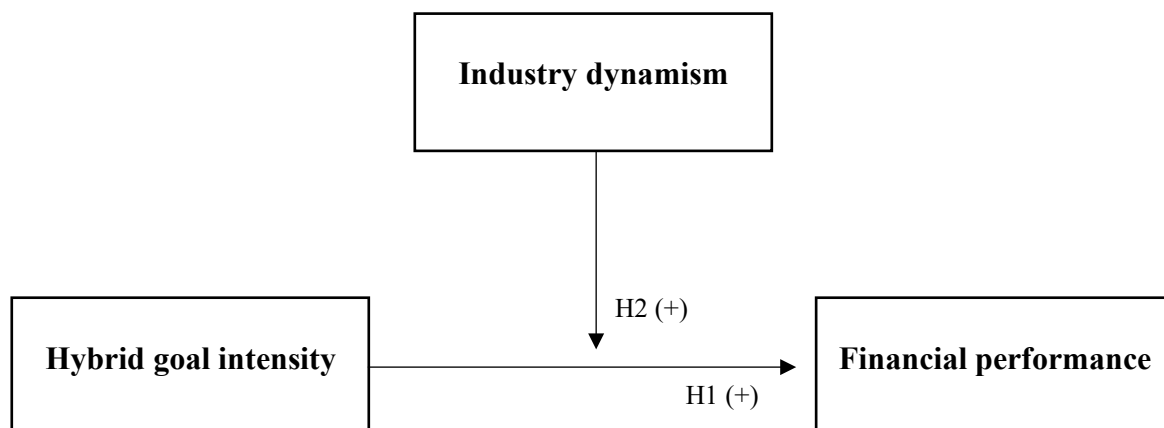 Industry dynamism
H2 (+)
Hybrid goal intensity
Financial performance
H1 (+)